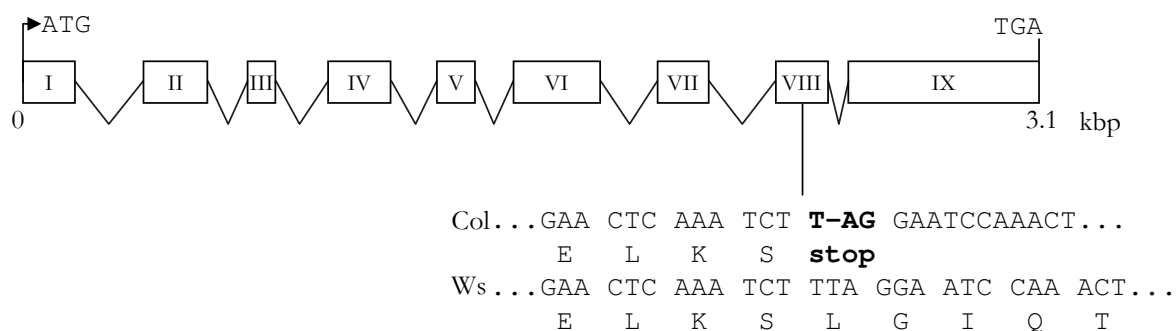 ATG TGA
I II III IV V VI VII VIII IX
0 3.1 kbp
Col...GAA CTC AAA TCT T–AG GAATCCAAACT...
E L K S stop
Ws...GAA CTC AAA TCT TTA GGA ATC CAA ACT...
E L K S L G I Q T